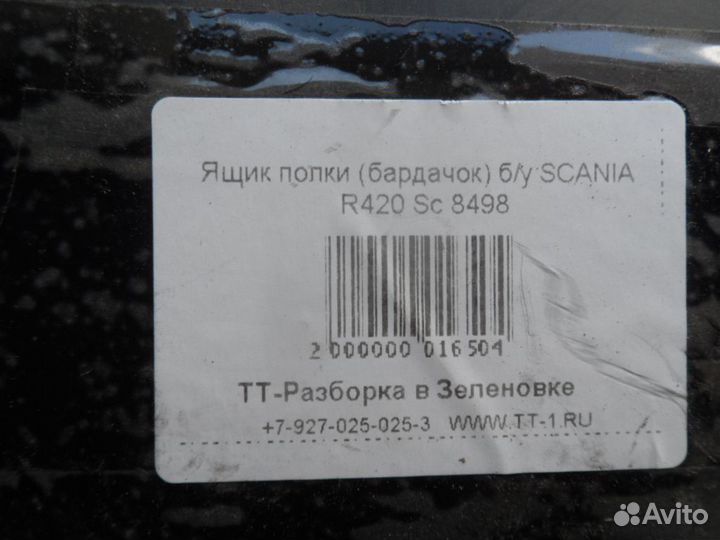 Ящик полки (бардачок) б/у SCANIA
R420 Sc 8498
2 000000 016504
ТТ-Разборка в Зеленовке
+7-927-025-025-3 WWW.TT-1.RU
Avito